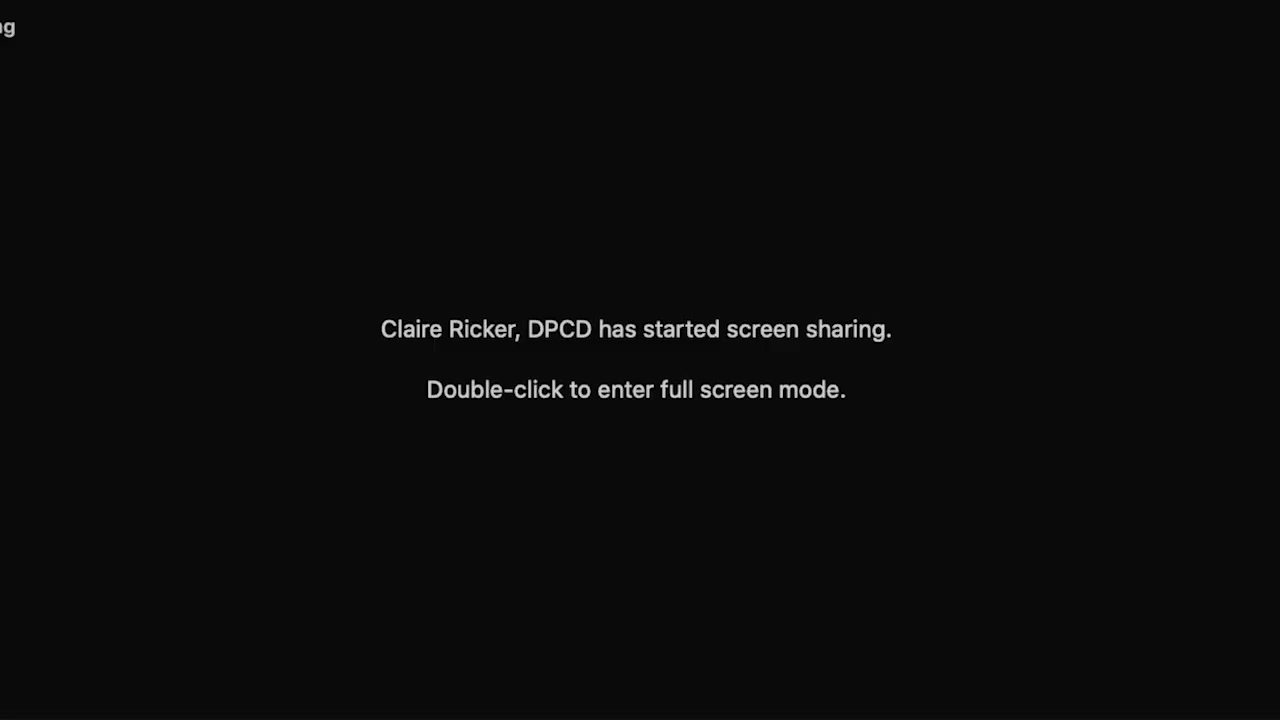 Claire Ricker, DPCD has started screen sharing.
Double-click to enter full screen mode.